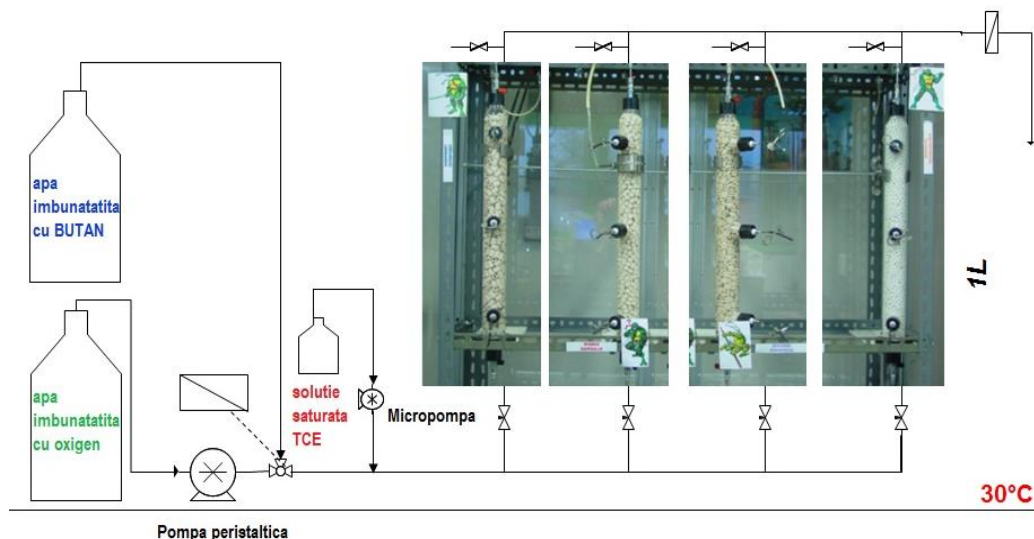 apa
imbunatatita
cu BUTAN
apa
imbunatatita
cu oxigen
solutie
saturata
TCE
Micropompa
1L
30°C
Pompa peristaltica